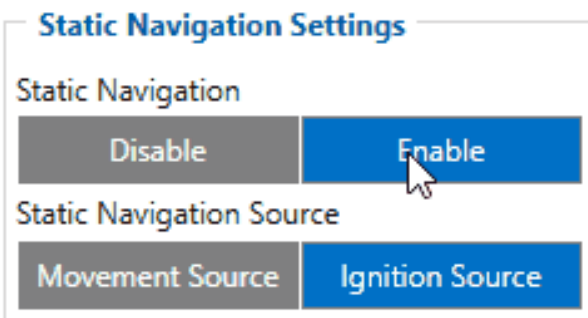 Static Navigation Settings
Static Navigation
Disable Enable
Static Navigation Source
Movement Source Ignition Source